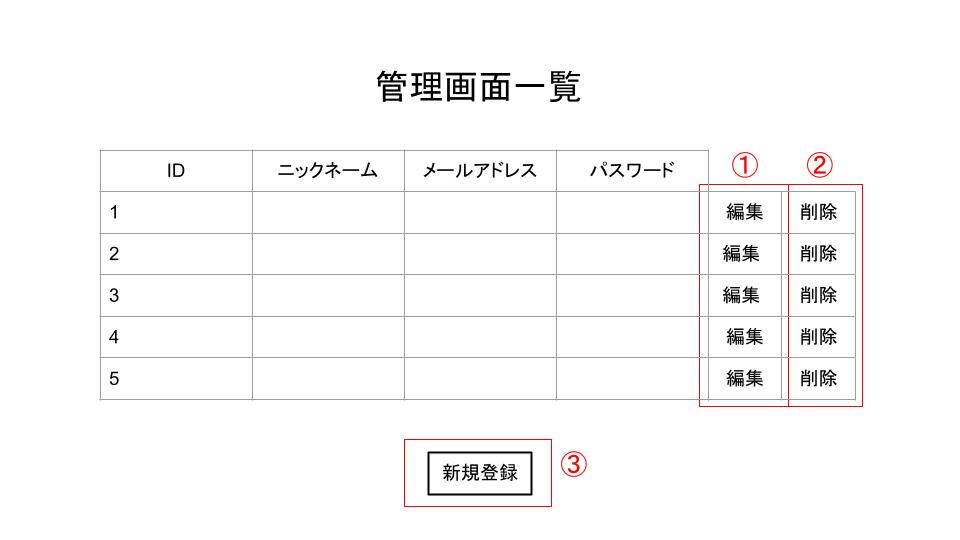 管理画面一覧
① ②
ID ニックネーム メールアドレス パスワード
1 編集 削除
2 編集 削除
3 編集 削除
4 編集 削除
5 編集 削除
新規登録 ③